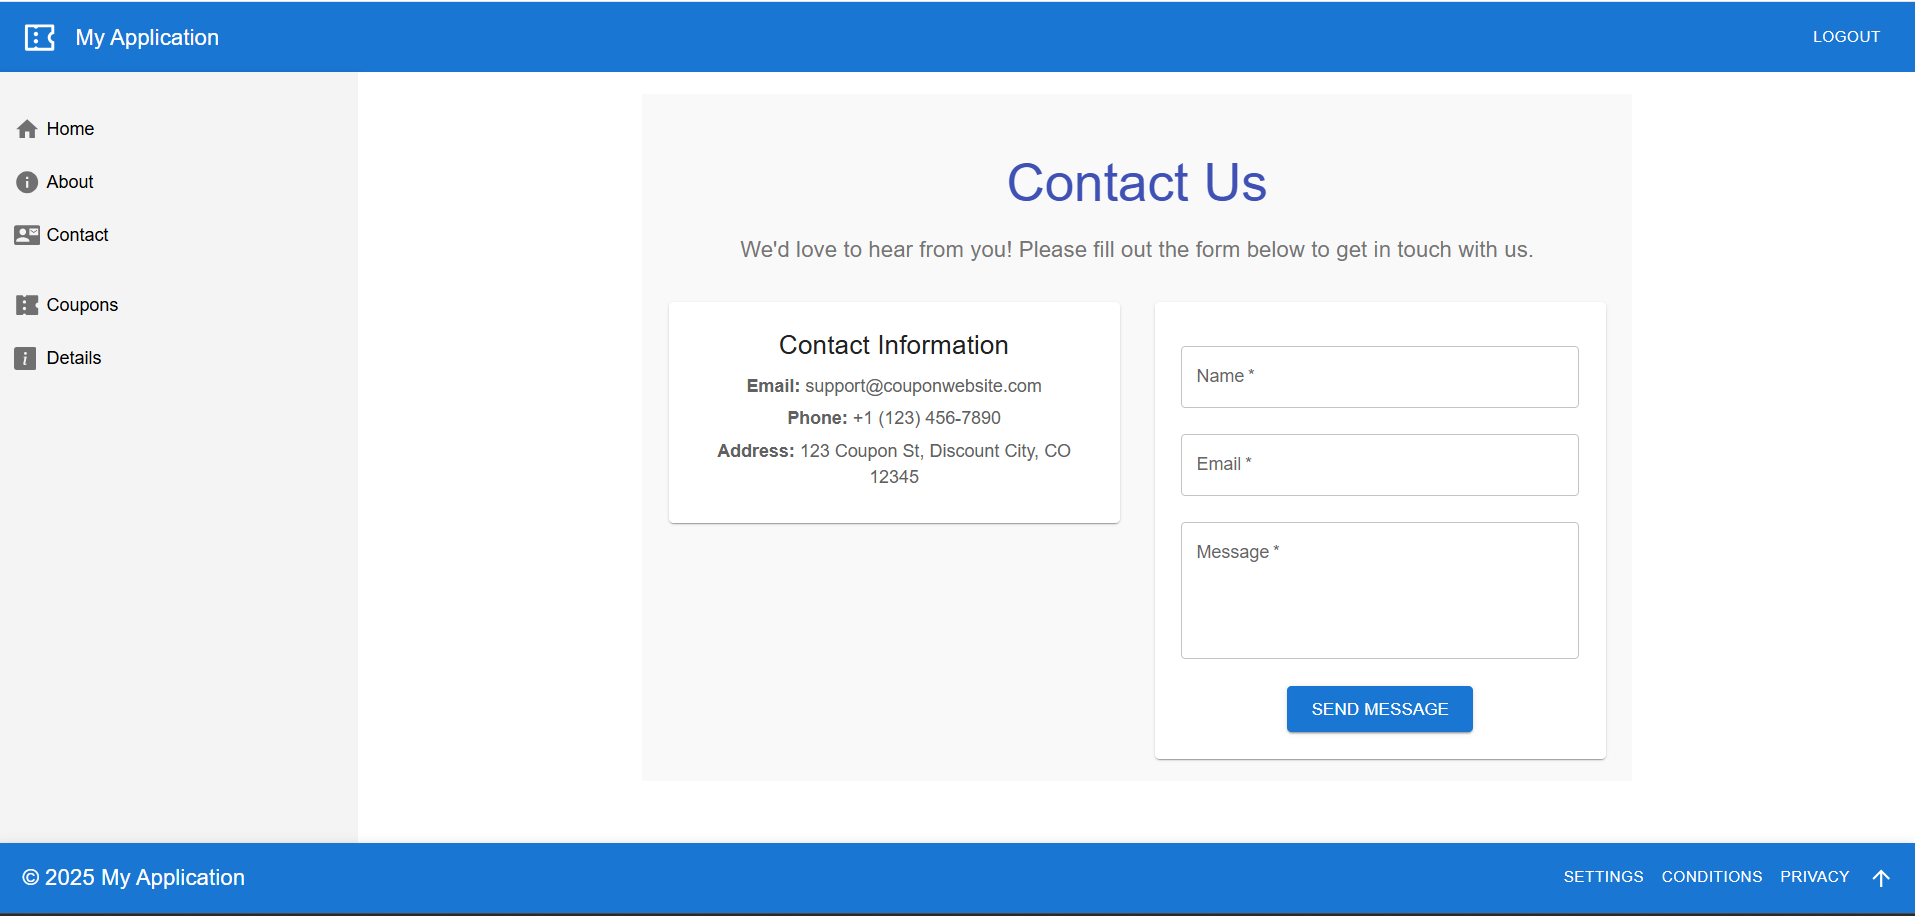 My Application
LOGOUT
Home
About
Contact
Coupons
Details
Contact Us
We'd love to hear from you! Please fill out the form below to get in touch with us.
Contact Information
Email: support@couponwebsite.com
Phone: +1 (123) 456-7890
Address: 123 Coupon St, Discount City, CO
12345
Name *
Email *
Message *
SEND MESSAGE
© 2025 My Application
SETTINGS
CONDITIONS
PRIVACY